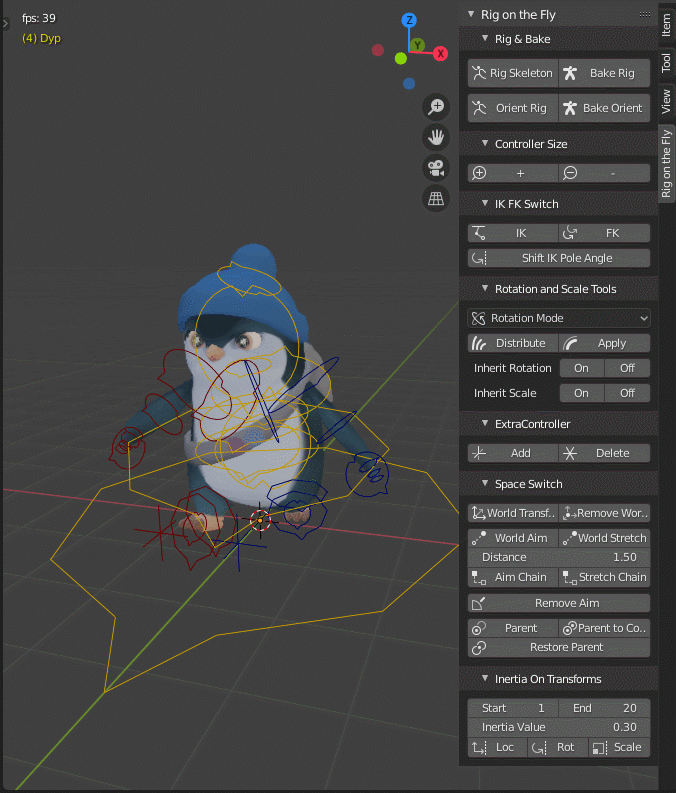 fps: 39
(4) Dyp
Z
Y
X
Rig on the Fly
Rig & Bake
Rig Skeleton Bake Rig
Orient Rig Bake Orient
Controller Size
+ -
IK FK Switch
IK FK
Shift IK Pole Angle
Rotation and Scale Tools
Rotation Mode
Distribute Apply
Inherit Rotation On Off
Inherit Scale On Off
ExtraController
Add Delete
Space Switch
World Transf.. Remove Wor..
World Aim World Stretch
Distance 1.50
Aim Chain Stretch Chain
Remove Aim
Parent Parent to Co..
Restore Parent
Inertia On Transforms
Start 1 End 20
Inertia Value 0.30
Loc Rot Scale
Item
Tool
View
Rig on the Fly